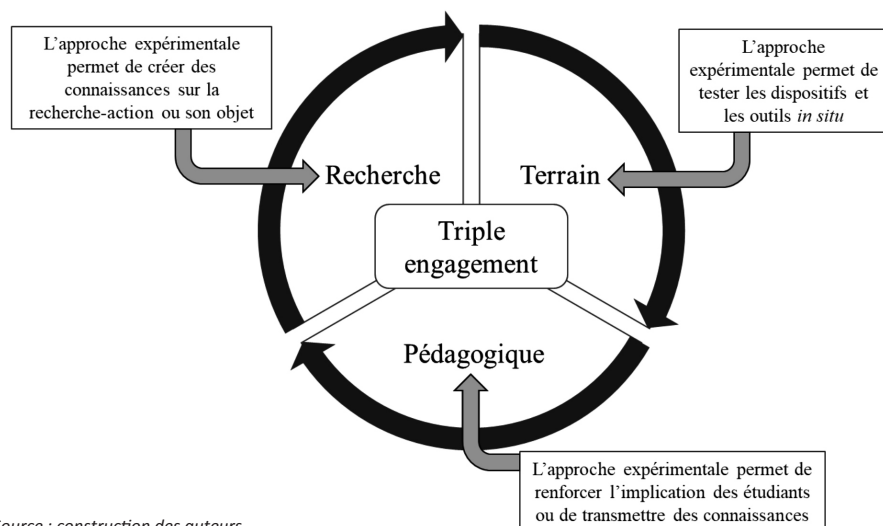 L'approche expérimentale
permet de créer des
connaissances sur la
recherche-action ou son objet
L'approche
expérimentale permet de
tester les dispositifs et
les outils in situ
Recherche
Terrain
Triple
engagement
Pédagogique
L'approche expérimentale permet de
renforcer l'implication des étudiants
ou de transmettre des connaissances
Source : construction des auteurs